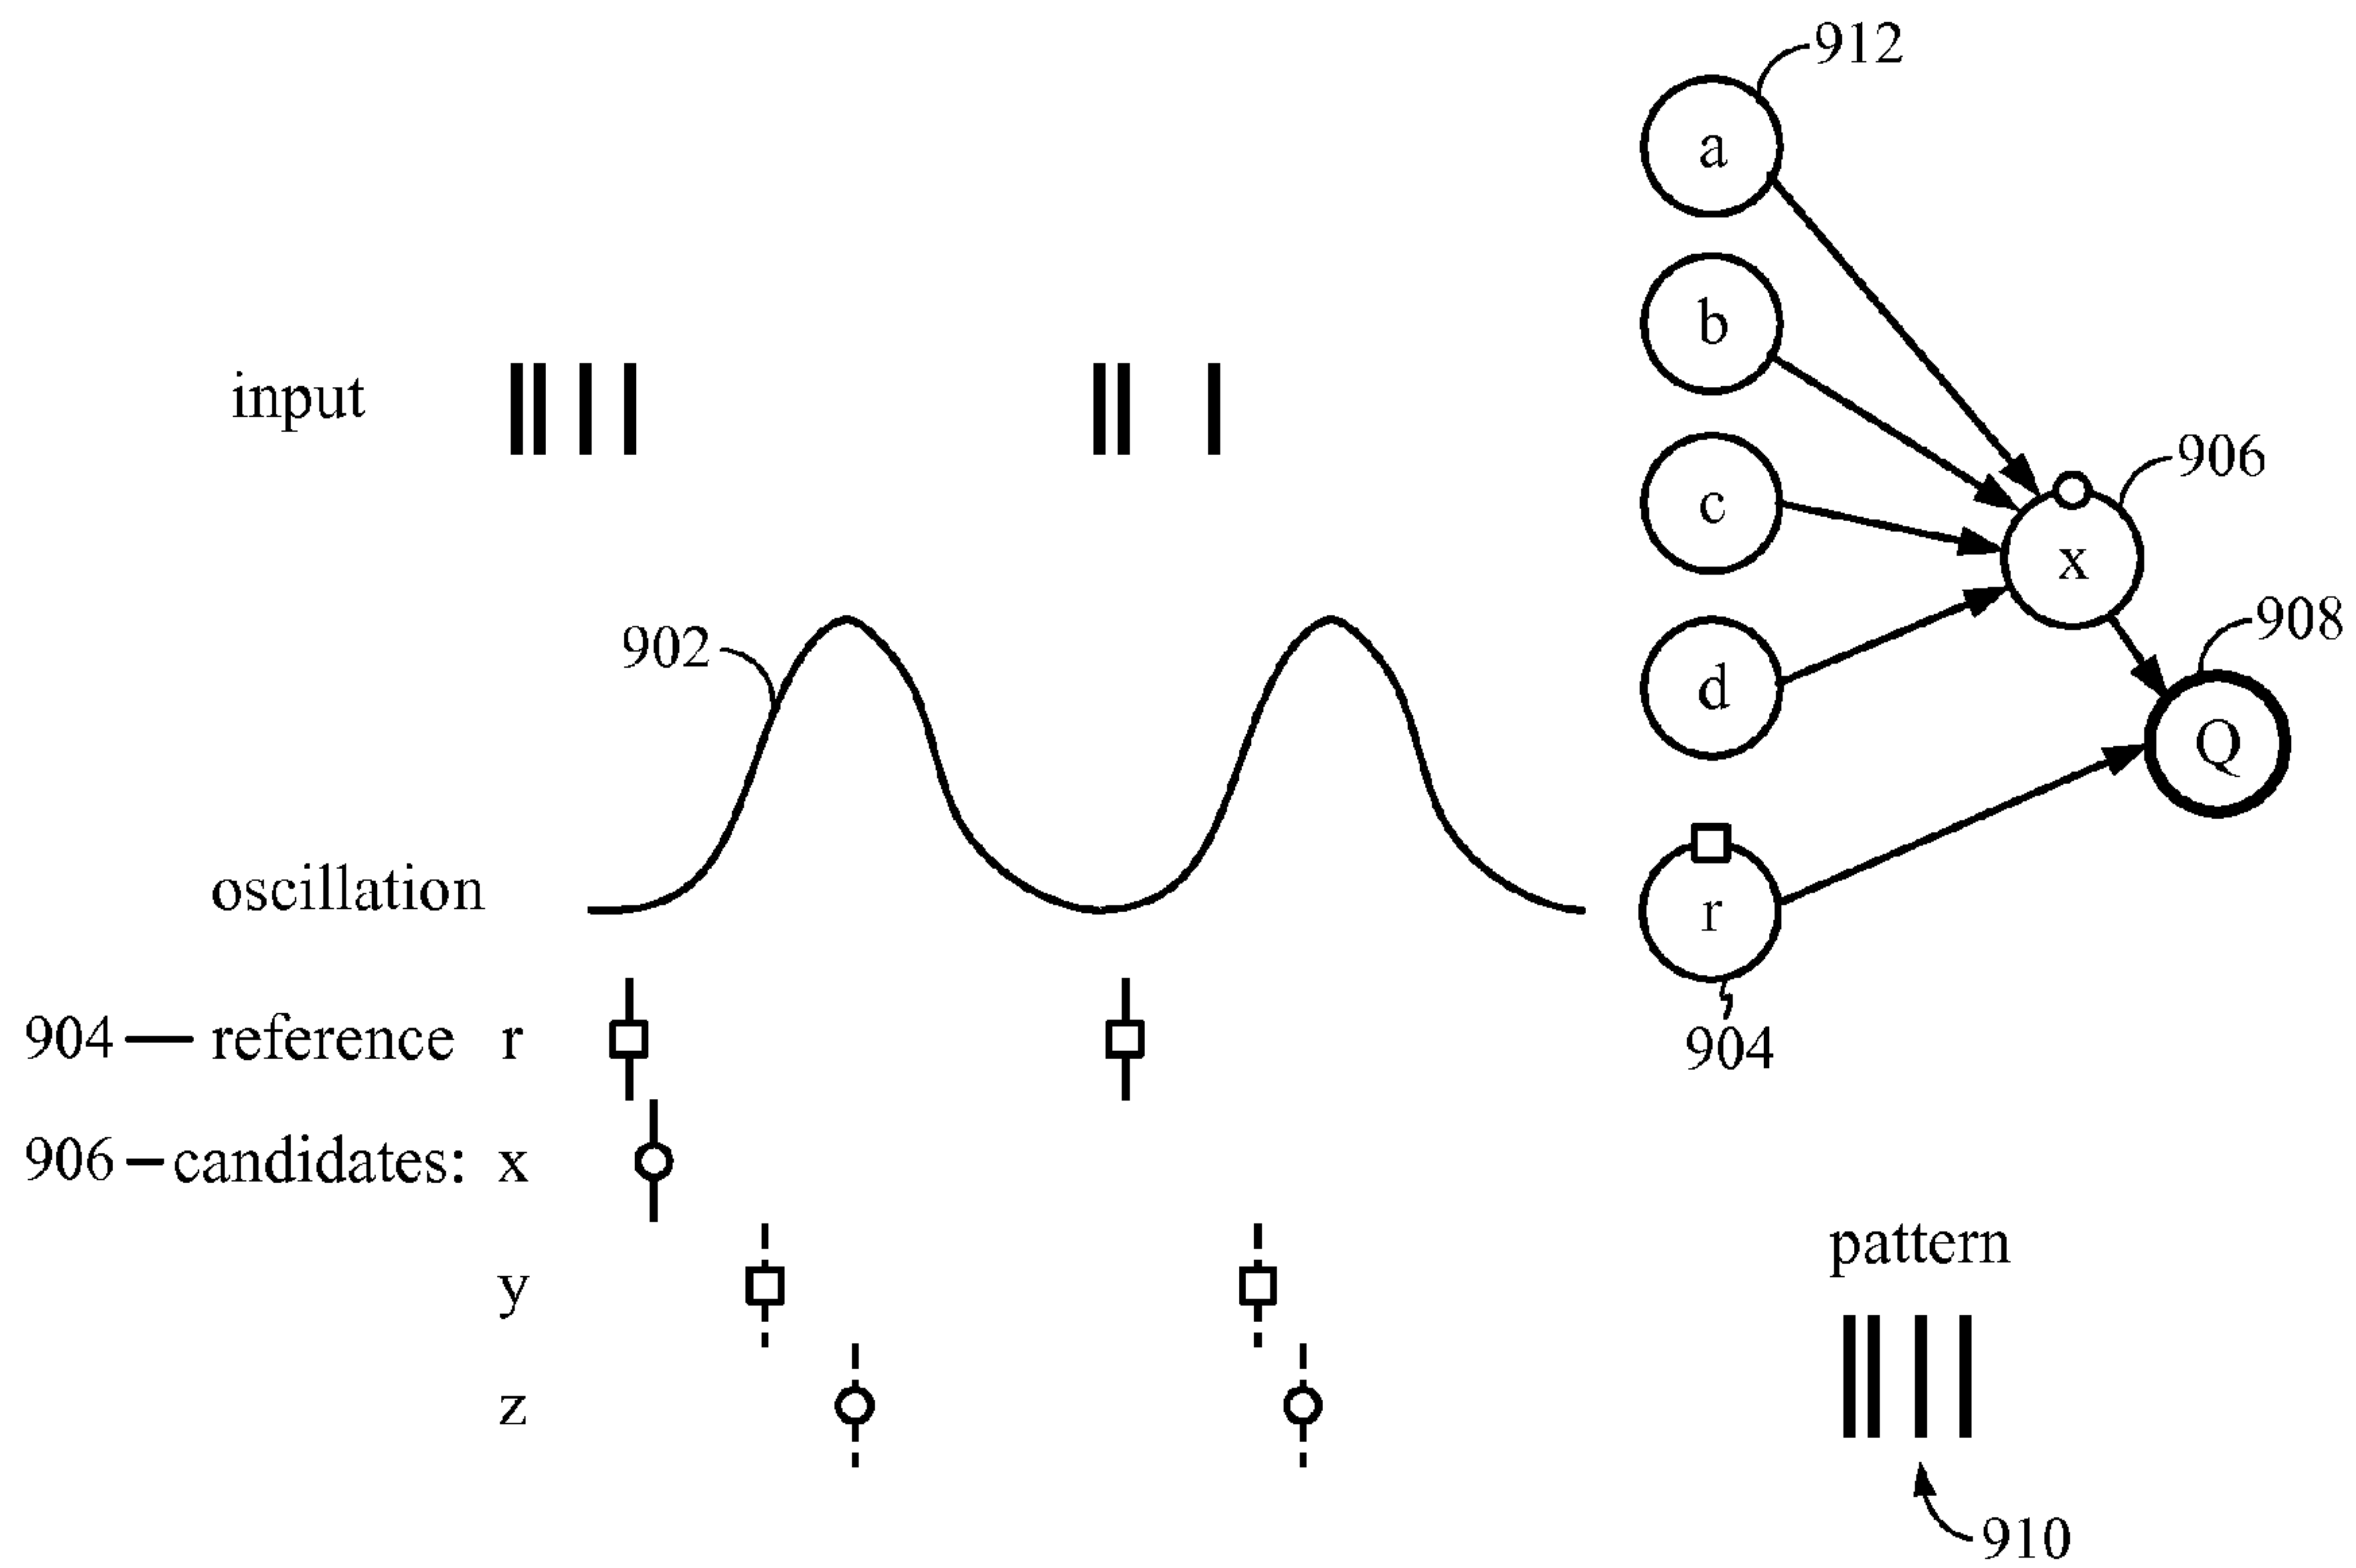 912
a
b
input
c
906
x
902
d
908
Q
oscillation
r
904 reference r
904
906 candidates: x
y
pattern
z
910